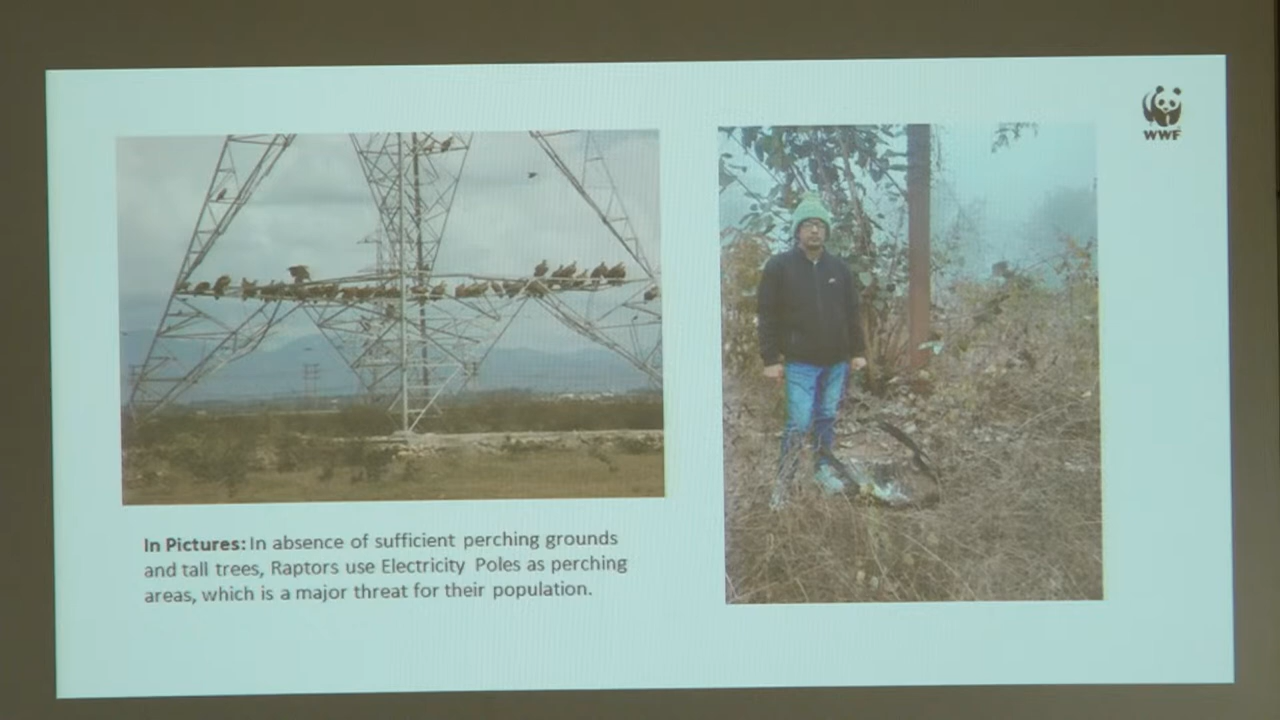 WWF
In Pictures: In absence of sufficient perching grounds
and tall trees, Raptors use Electricity Poles as perching
areas, which is a major threat for their population.